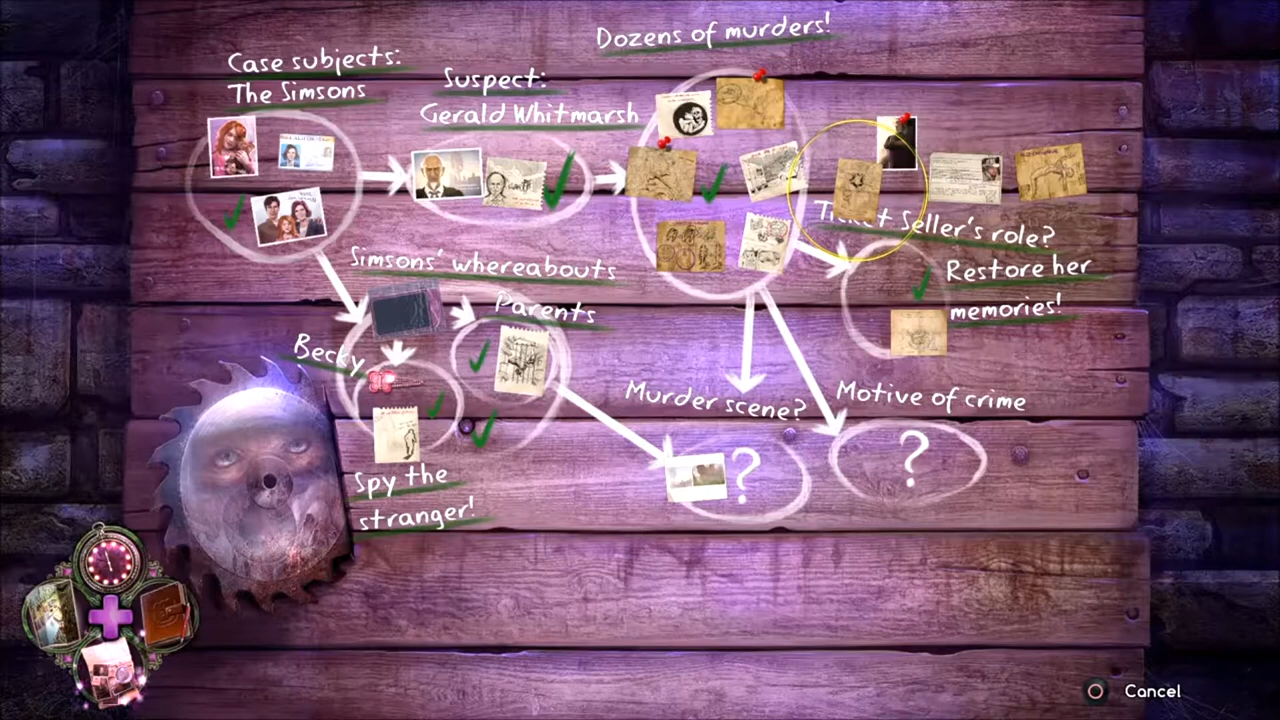 Dozens of murders!
Case subjects:
The Simsons
Suspect:
Gerald Whitmarsh
Ticket Seller's role?
Restore her
memories!
Simsons' whereabouts
Parents
Becky
Murder scene?
Motive of crime
?
?
Spy the
stranger!
Cancel